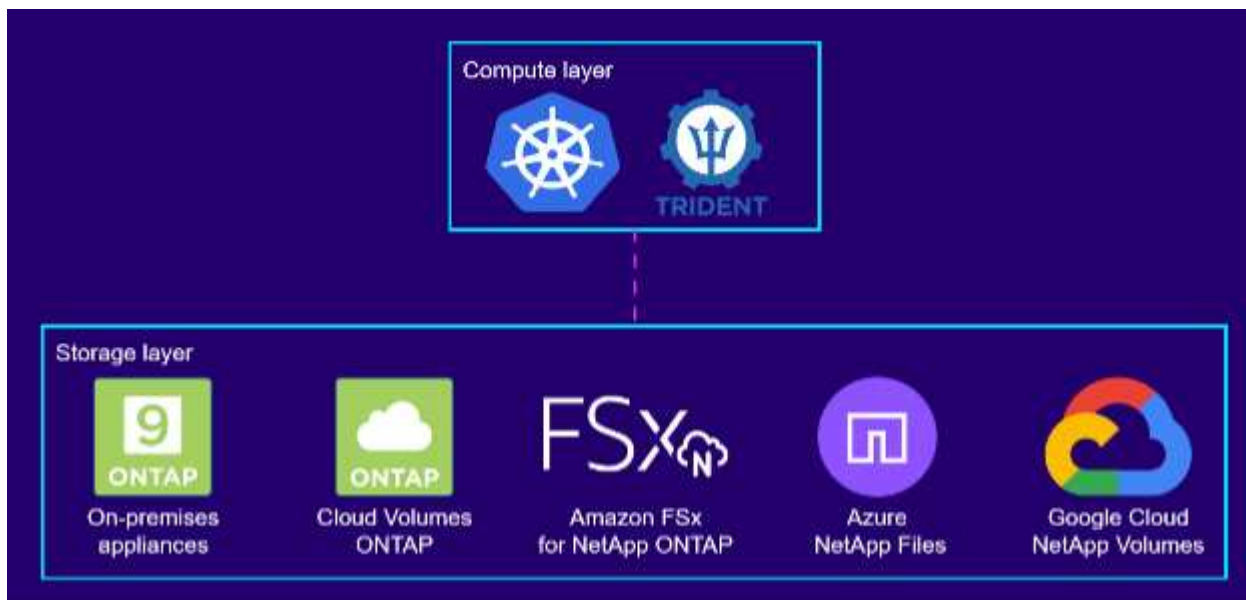 Compute layer
TRIDENT
Storage layer
9
ONTAP
On-premises
appliances
ONTAP
Cloud Volumes
ONTAP
FSx N
Amazon FSx
for NetApp ONTAP
Azure
NetApp Files
Google Cloud
NetApp Volumes